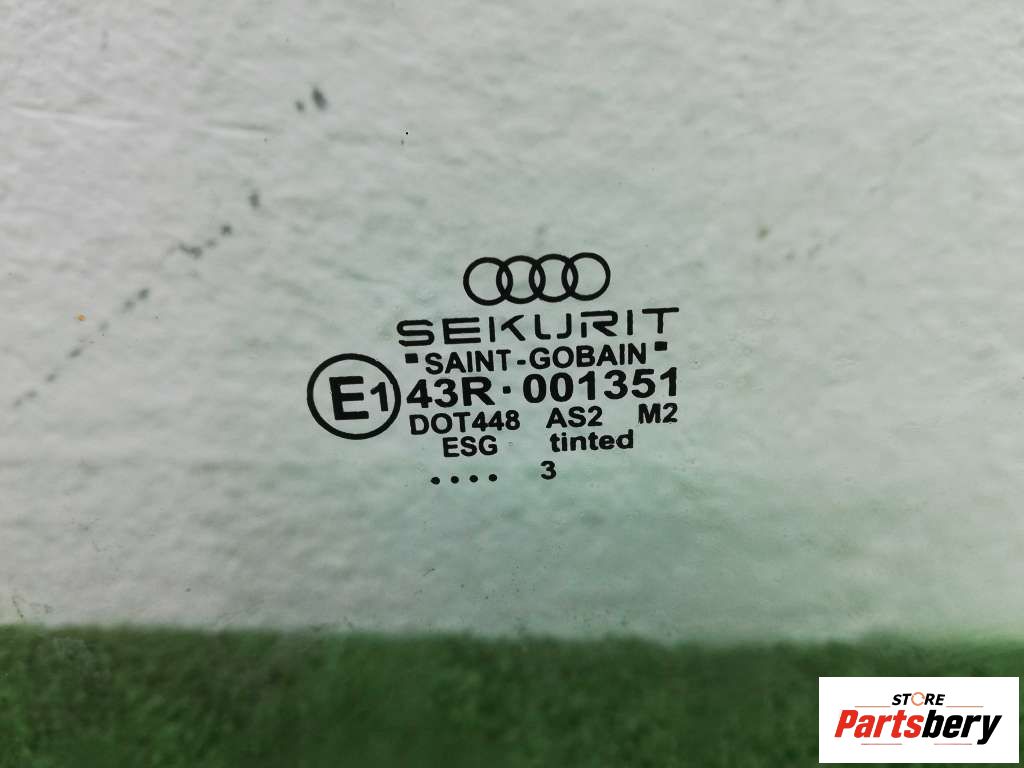 SEKURIT
"SAINT-GOBAIN"
E1 43R·001351
DOT448 AS2 M2
ESG tinted
.... 3
STORE
Partsbery